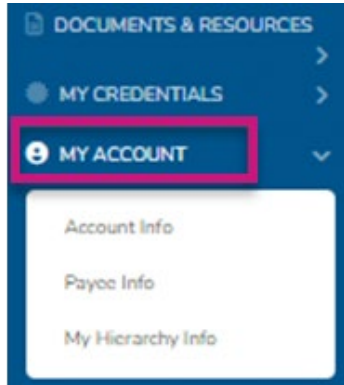 DOCUMENTS & RESOURCES
MY CREDENTIALS
MY ACCOUNT
Account Info
Payee Info
My Hierarchy Info